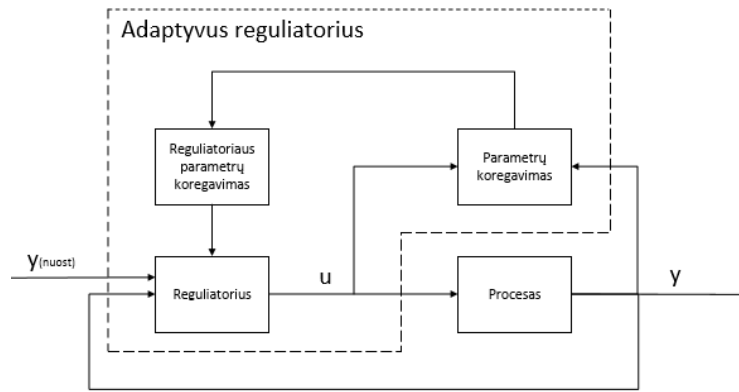 Adaptyvus reguliatorius
Reguliatoriaus
parametrų
koregavimas
Parametrų
koregavimas
y(nuost)
Reguliatorius
u
Procesas
y